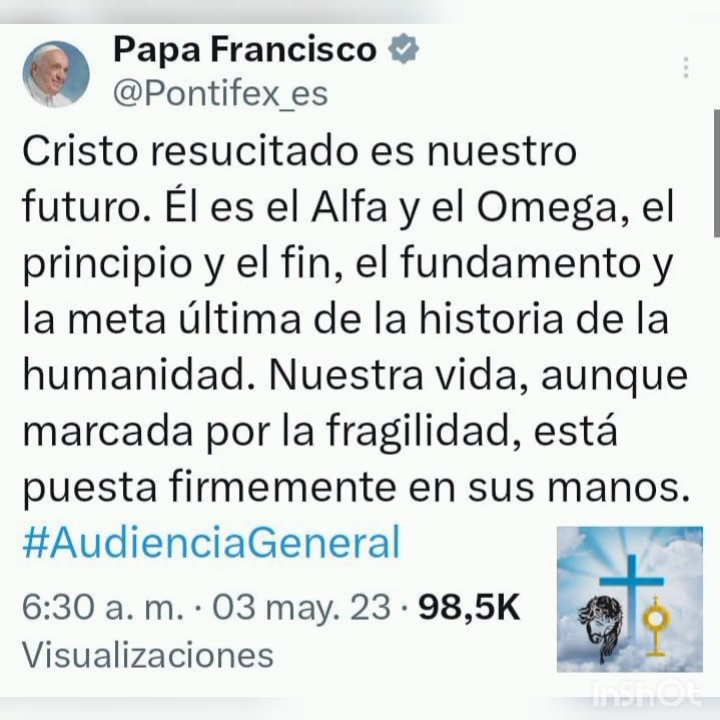 Papa Francisco
@Pontifex_es
Cristo resucitado es nuestro
futuro. Él es el Alfa y el Omega, el
principio y el fin, el fundamento y
la meta última de la historia de la
humanidad. Nuestra vida, aunque
marcada por la fragilidad, está
puesta firmemente en sus manos.
#AudienciaGeneral
6:30 a. m. · 03 may. 23 · 98,5K
Visualizaciones
InShOt